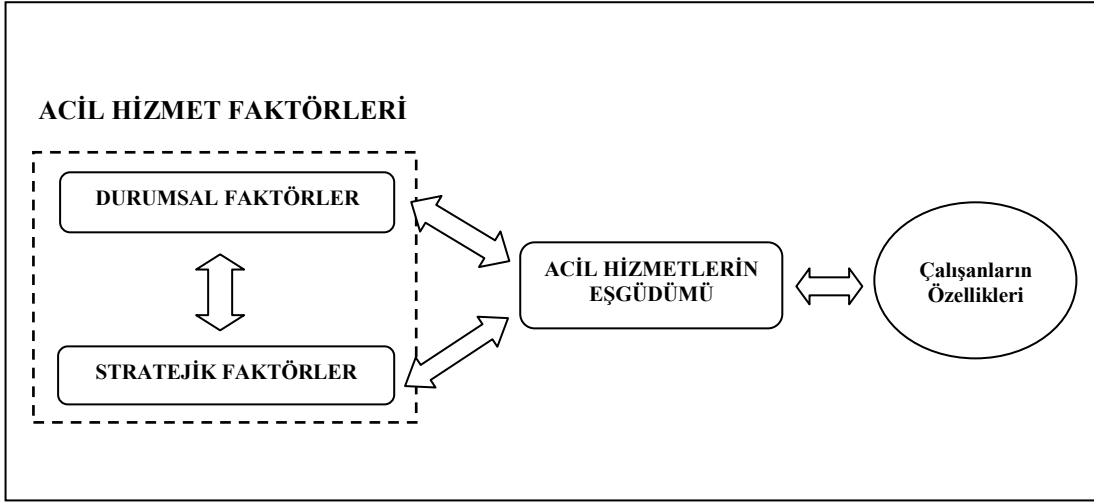 ACİL HİZMET FAKTÖRLERİ
DURUMSAL FAKTÖRLER
STRATEJİK FAKTÖRLER
ACİL HİZMETLERİN
EŞGÜDÜMÜ
Çalışanların
Özellikleri